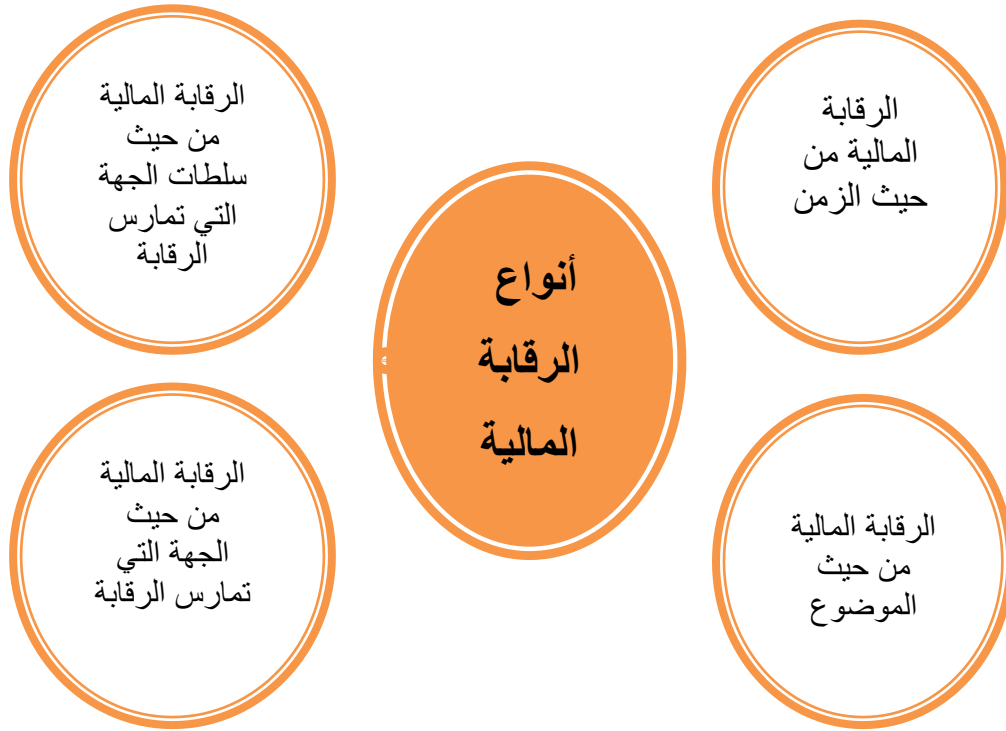 أنواع
الرقابة
المالية
الرقابة
المالية من
حيث الزمن
الرقابة المالية
من حيث
الموضوع
الرقابة المالية
من حيث
سلطات الجهة
التي تمارس
الرقابة
الرقابة المالية
من حيث
الجهة التي
تمارس الرقابة